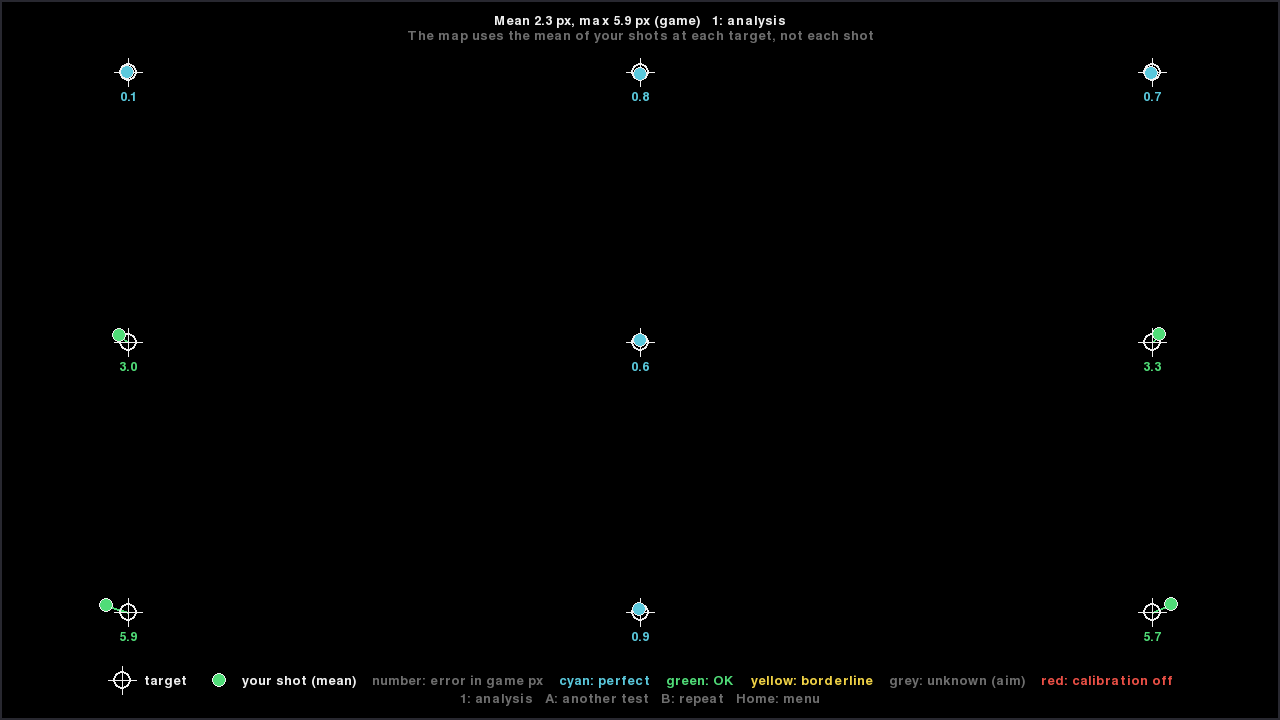 Mean 2.3 px, max 5.9 px (game)   1: analysis
The map uses the mean of your shots at each target, not each shot
0.1 0.8 0.7
3.0 0.6 3.3
5.9 0.9 5.7
target your shot (mean) number: error in game px cyan: perfect green: OK yellow: borderline grey: unknown (aim) red: calibration off
1: analysis A: another test B: repeat Home: menu